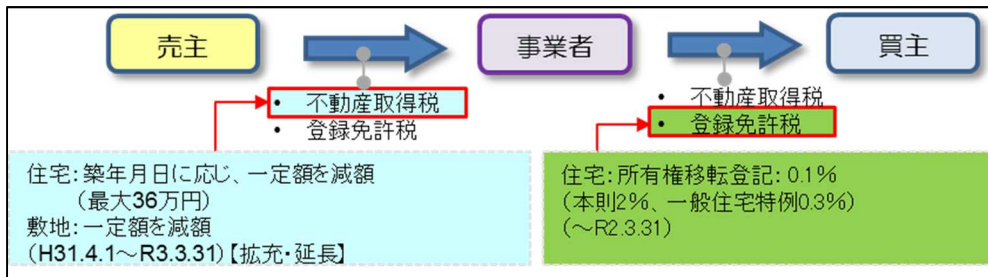 売主
事業者
買主
• 不動産取得税
• 登録免許税
• 不動産取得税
• 登録免許税
住宅:築年月日に応じ、一定額を減額
(最大36万円)
敷地:一定額を減額
(H31.4.1~R3.3.31)【拡充・延長】
住宅:所有権移転登記:0.1%
(本則2%、一般住宅特例0.3%)
(~R2.3.31)